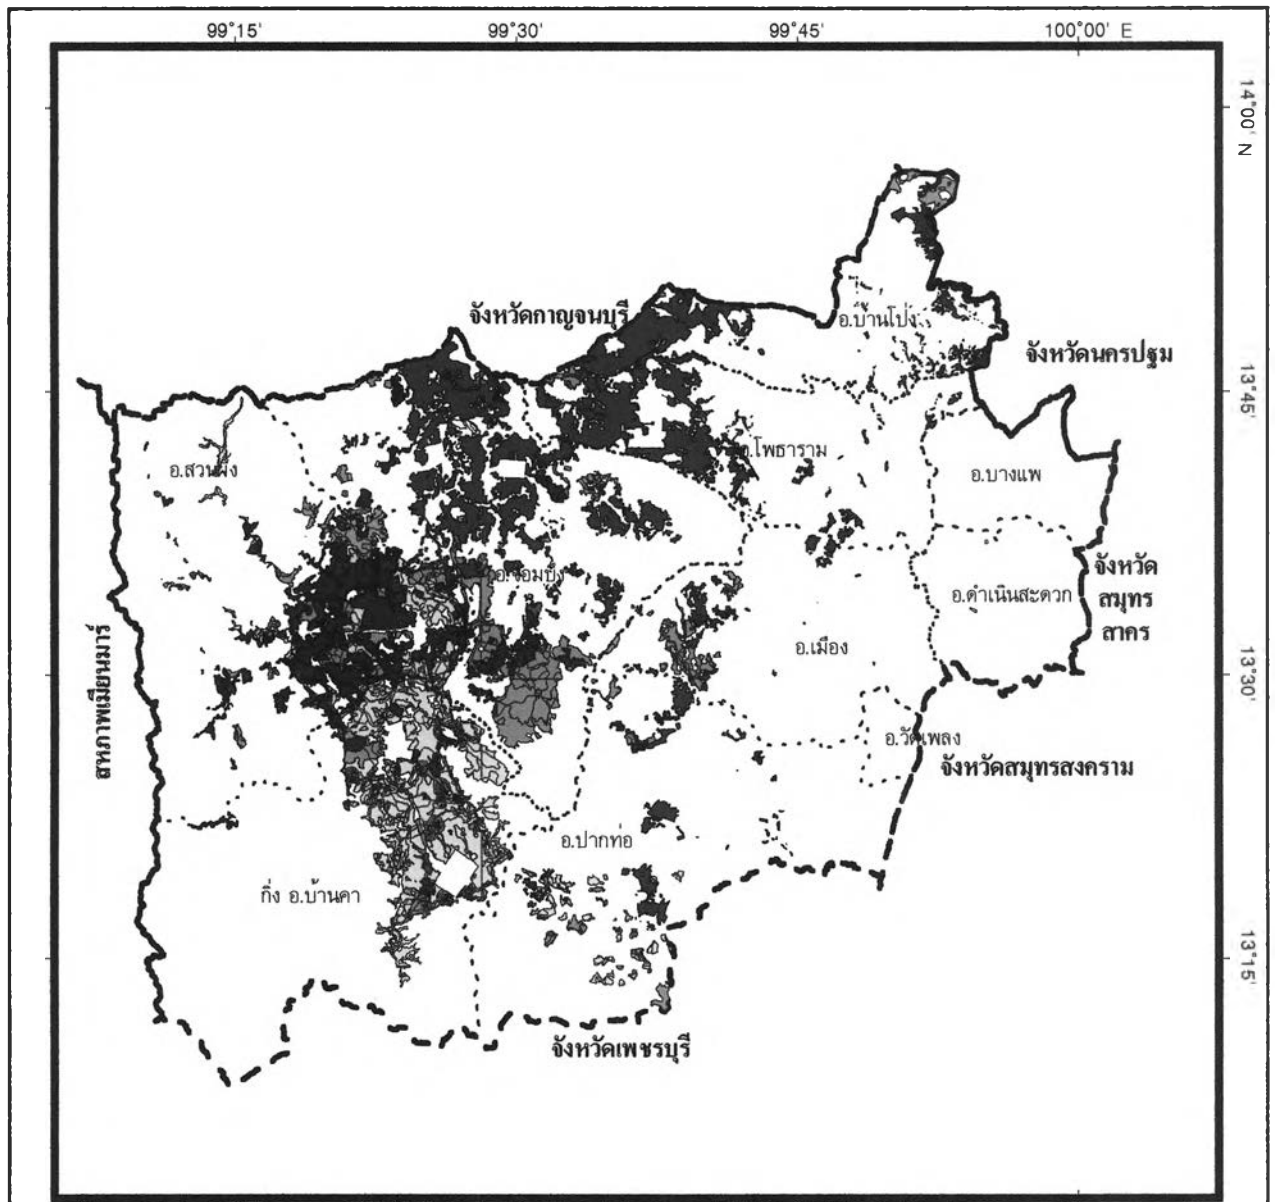 99°15' 99°30' 99°45' 100°00' E
14°00' N
จังหวัดกาญจนบุรี
อ.บ้านโป่ง
จังหวัดนครปฐม
13°45'
อ.โพธาราม
อ.สวนผึ้ง
อ.บางแพ
อ.จอมบึง
จังหวัด
สมุทร
สาคร
อ.ดำเนินสะดวก
อ.เมือง
13°30'
สหภาพเมียนมาร์
อ.วัดเพลง
จังหวัดสมุทรสงคราม
อ.ปากท่อ
กิ่ง อ.บ้านคา
13°15'
จังหวัดเพชรบุรี